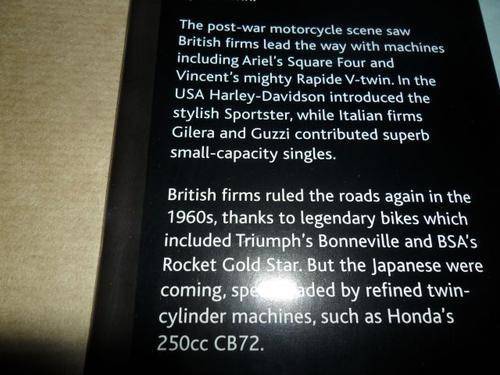 The post-war motorcycle scene saw
British firms lead the way with machines
including Ariel's Square Four and
Vincent's mighty Rapide V-twin. In the
USA Harley-Davidson introduced the
stylish Sportster, while Italian firms
Gilera and Guzzi contributed superb
small-capacity singles.
British firms ruled the roads again in the
1960s, thanks to legendary bikes which
included Triumph's Bonneville and BSA's
Rocket Gold Star. But the Japanese were
coming, by refined twin-
cylinder machines, such as Honda's
250cc CB72.